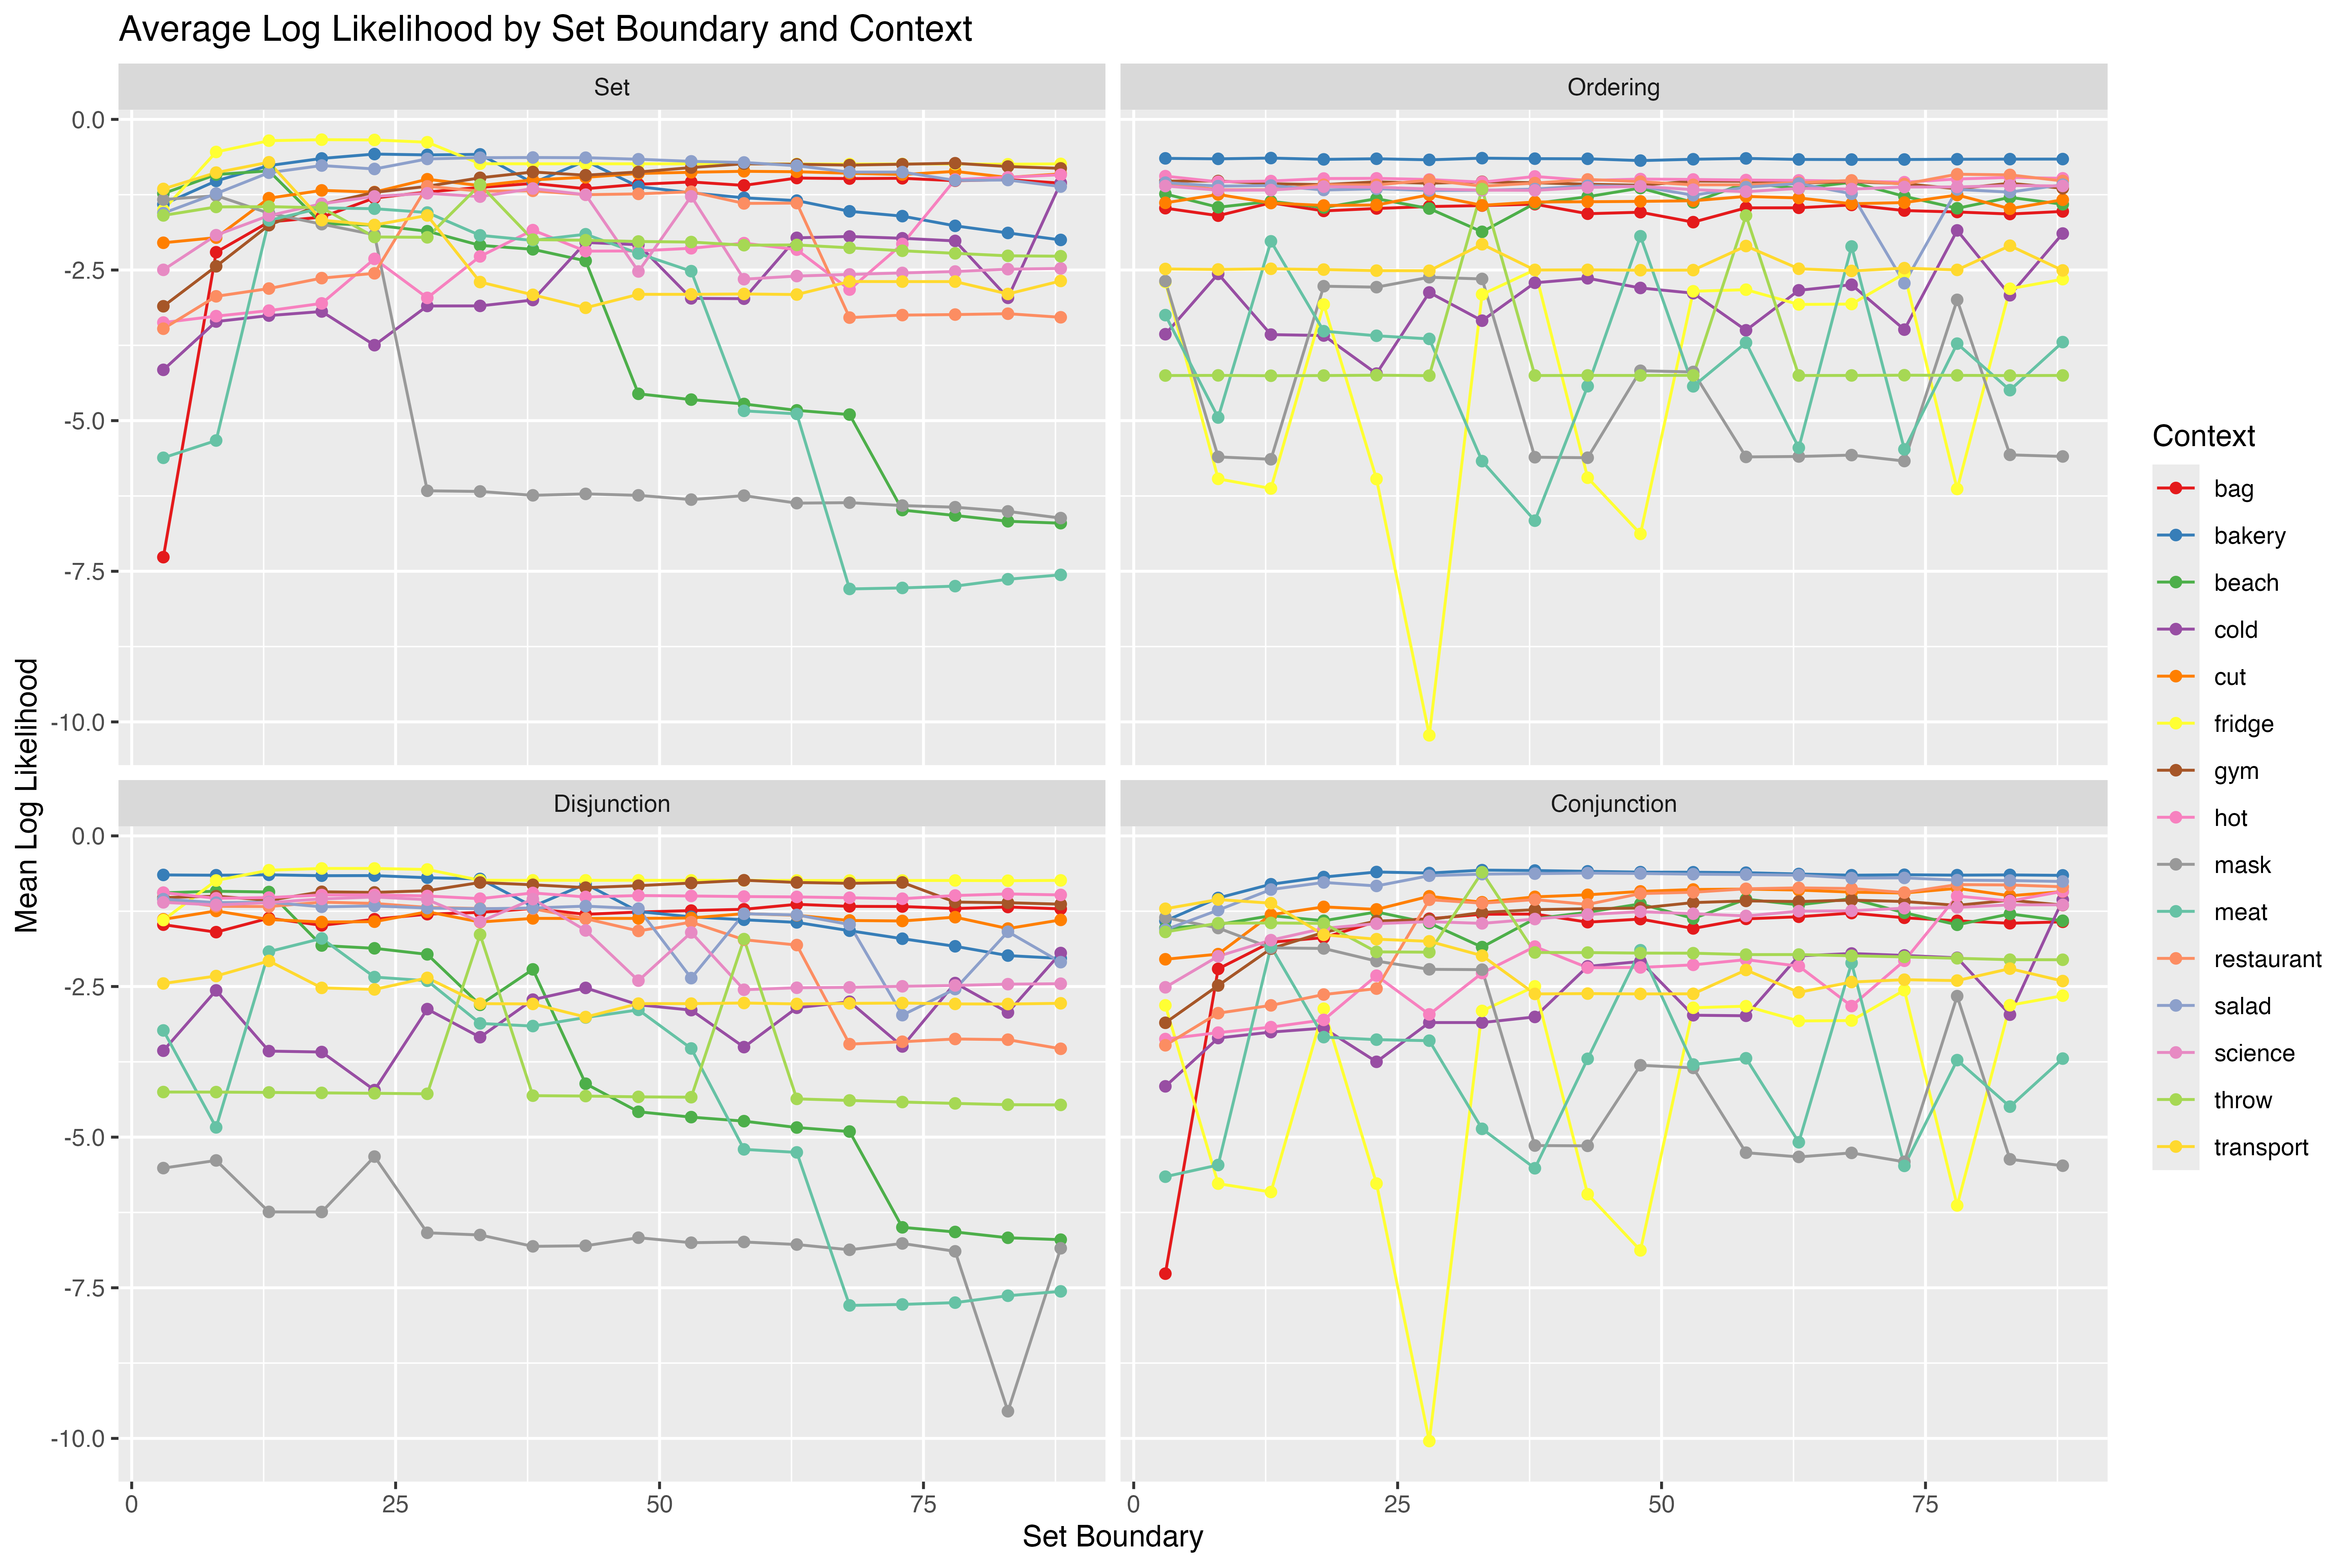 Average Log Likelihood by Set Boundary and Context
Set
Ordering
0.0
-2.5
-5.0
-7.5
-10.0
Disjunction
Conjunction
0.0
-2.5
-5.0
-7.5
-10.0
Mean Log Likelihood
0
25
50
75
0
25
50
75
Set Boundary
Context
bag
bakery
beach
cold
cut
fridge
gym
hot
mask
meat
restaurant
salad
science
throw
transport